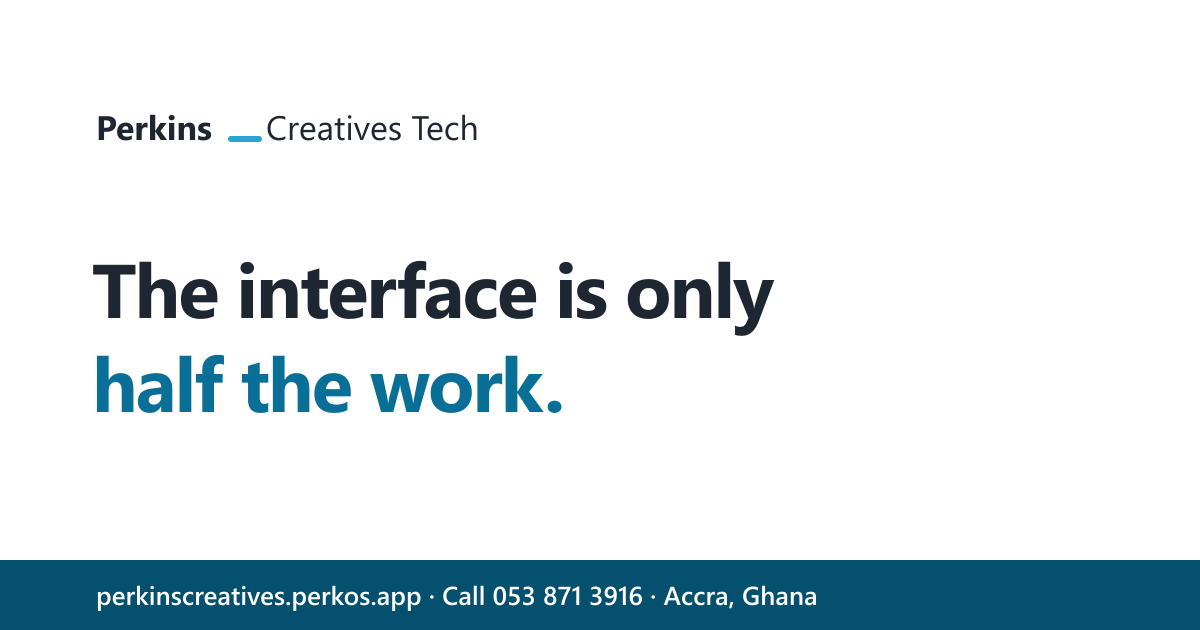 Perkins Creatives Tech
The interface is only
half the work.
perkinscreatives.perkos.app · Call 053 871 3916 · Accra, Ghana